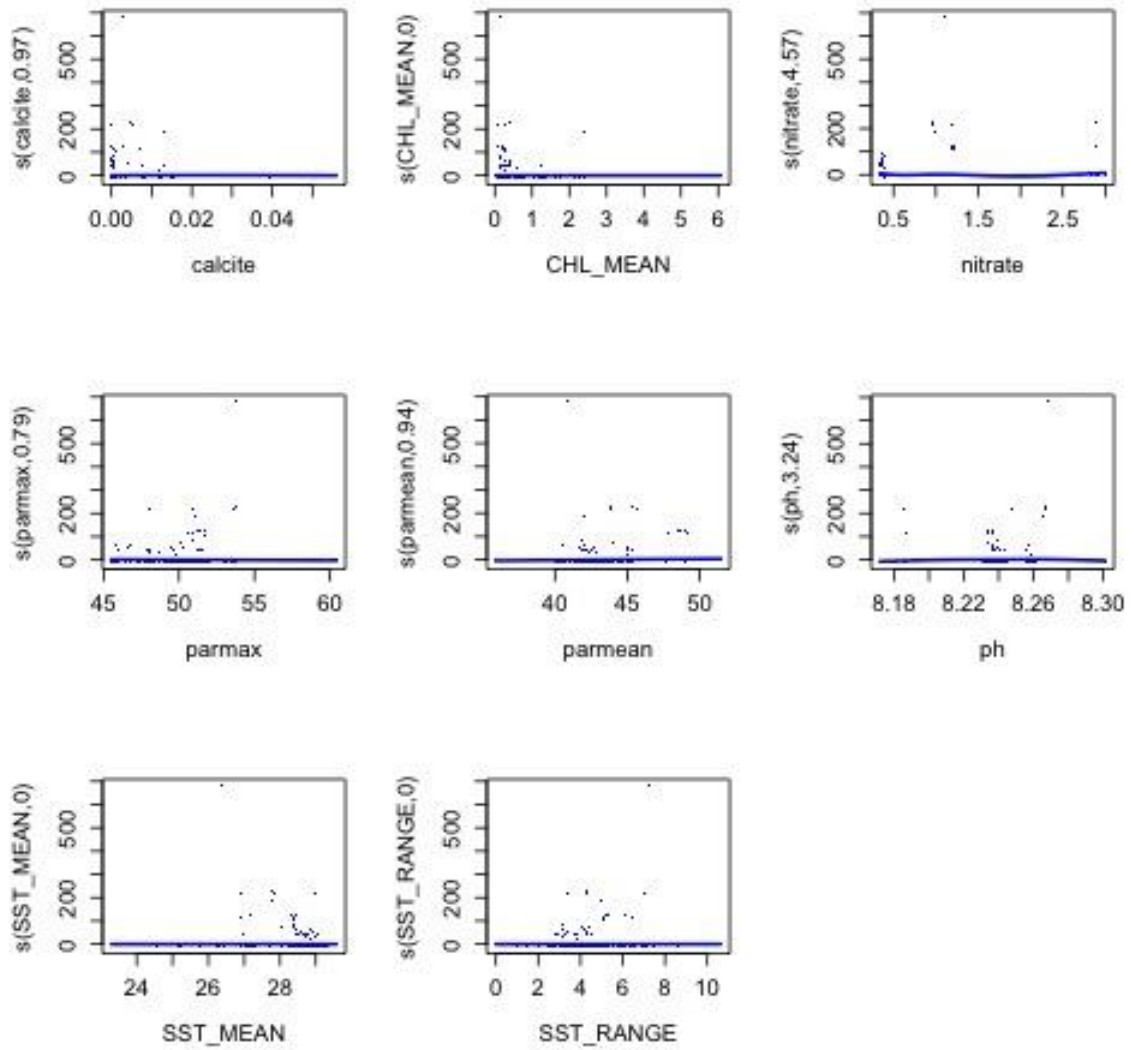 s(calcite,0.97)
0 200 500
0.00 0.02 0.04
calcite
s(CHL_MEAN,0)
0 200 500
0 1 2 3 4 5 6
CHL_MEAN
s(nitrate,4.57)
0 200 500
0.5 1.5 2.5
nitrate
s(parmax,0.79)
0 200 500
45 50 55 60
parmax
s(parmean,0.94)
0 200 500
40 45 50
parmean
s(ph,3.24)
0 200 500
8.18 8.22 8.26 8.30
ph
s(SST_MEAN,0)
0 200 500
24 26 28
SST_MEAN
s(SST_RANGE,0)
0 200 500
0 2 4 6 8 10
SST_RANGE